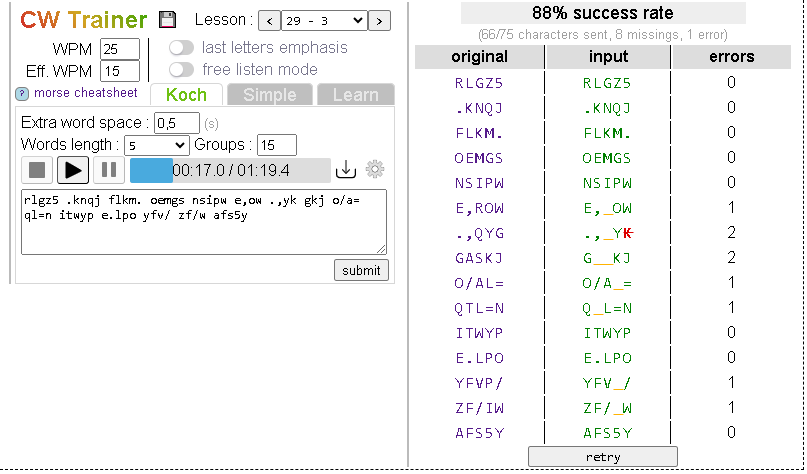 CW Trainer
Lesson : < 29 - 3 >
WPM 25
last letters emphasis
Eff. WPM 15
free listen mode
? morse cheatsheet
Koch Simple Learn
Extra word space : 0,5 (s)
Words length : 5 Groups : 15
00:17.0 / 01:19.4
rlgz5 .knqj flkm. oemgs nsipw e,ow .,yk gkj o/a=
ql=n itwyp e.lpo yfv/ zf/w afs5y
submit
88% success rate
(66/75 characters sent, 8 missings, 1 error)
original input errors
RLGZ5 RLGZ5 0
.KNQJ .KNQJ 0
FLKM. FLKM. 0
OEMGS OEMGS 0
NSIPW NSIPW 0
E,ROW E,_OW 1
.,QYG .,_YK 2
GASKJ G__KJ 2
O/AL= O/A_= 1
QTL=N Q_L=N 1
ITWYP ITWYP 0
E.LPO E.LPO 0
YFVP/ YFV_/ 1
ZF/IW ZF/_W 1
AFS5Y AFS5Y 0
retry